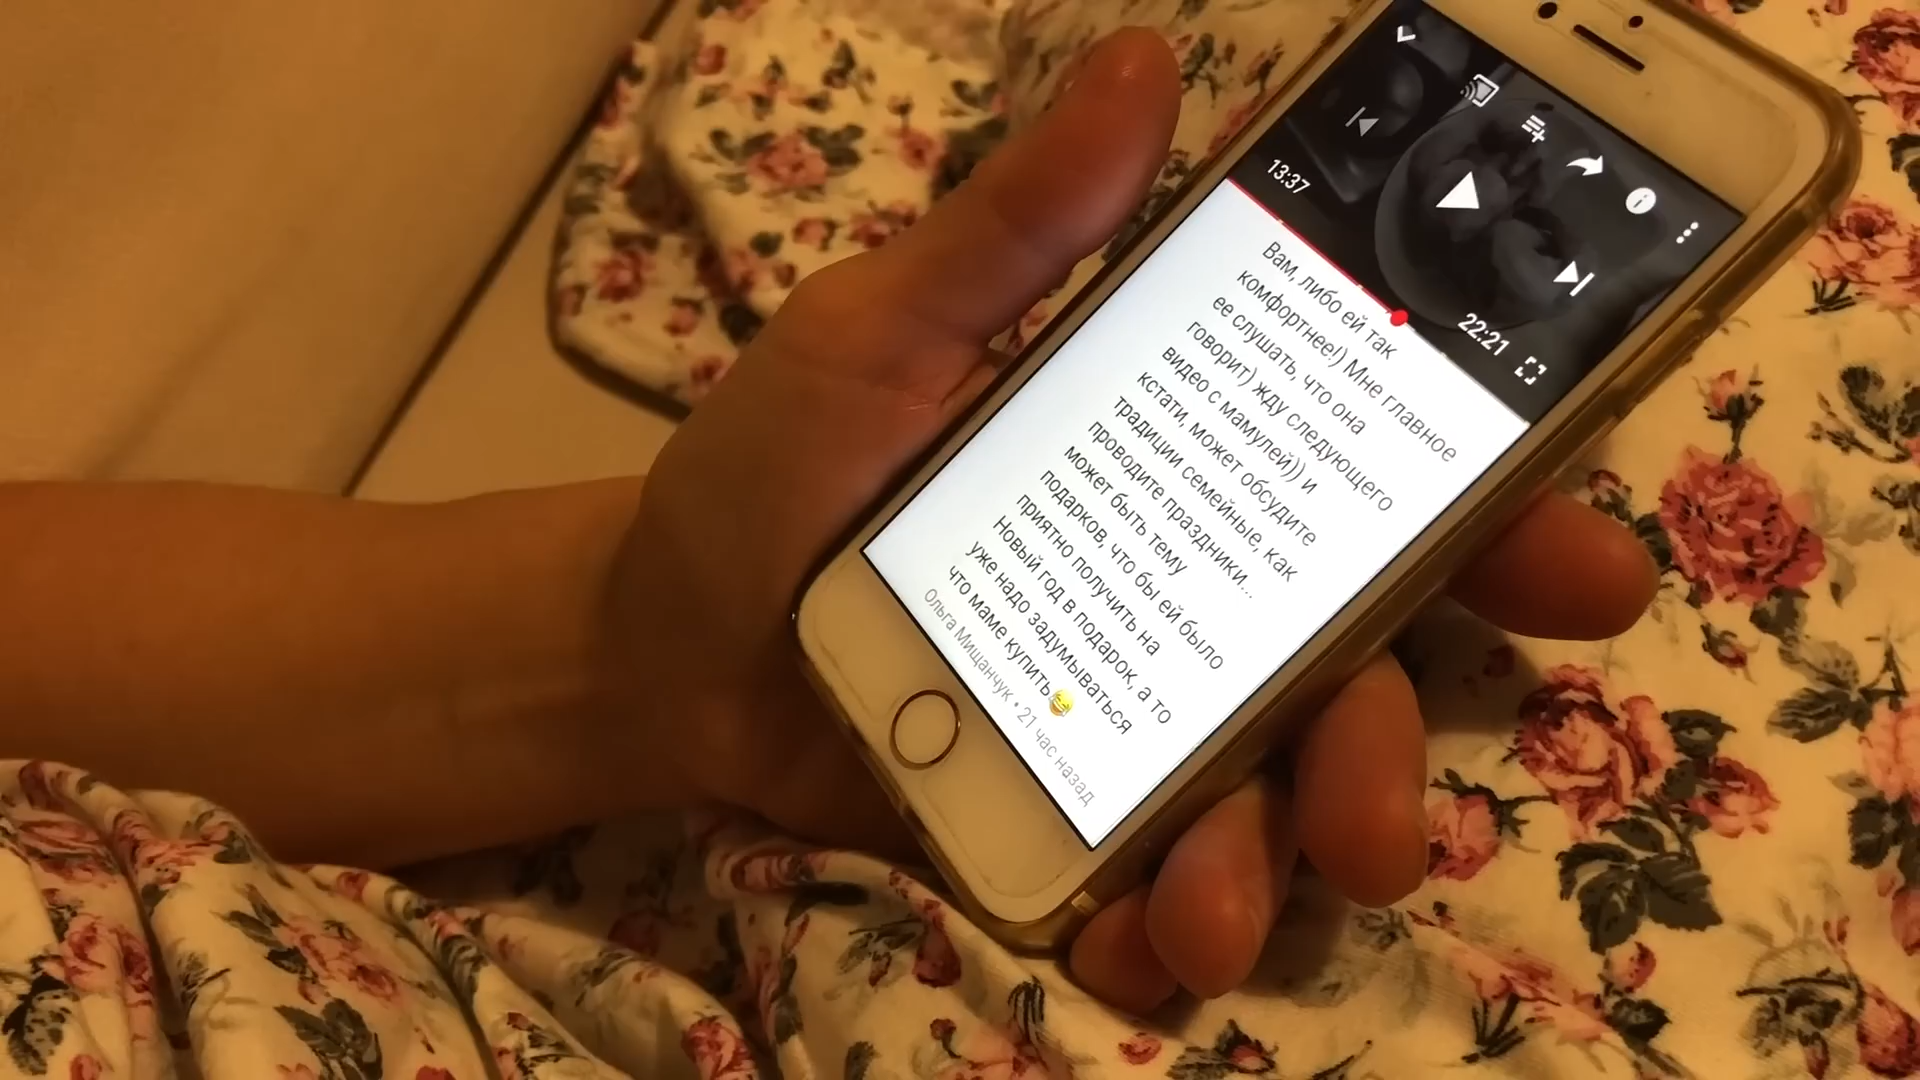 13:37
22:21
Вам, либо ей так
комфортнее!) Мне главное
ее слушать, что она
говорит) жду следующего
видео с мамулей)) и
кстати, может обсудите
традиции семейные, как
проводите праздники...
может быть тему
подарков, что бы ей было
приятно получить на
Новый год в подарок, а то
уже надо задумываться
что маме купить😂
Ольга Мищанчук • 21 час назад